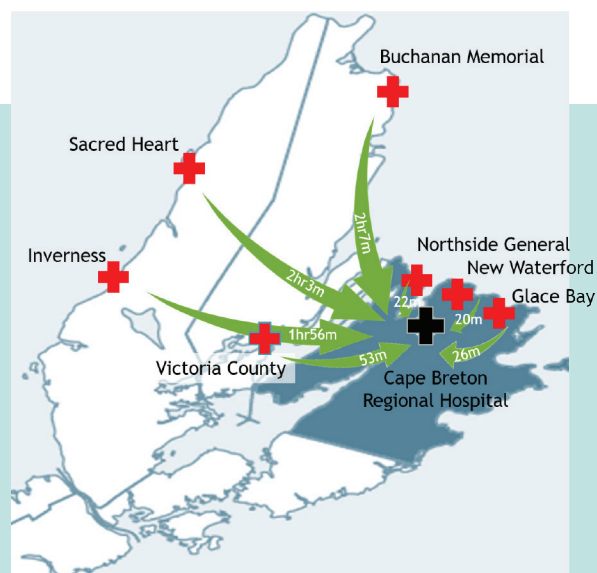 Buchanan Memorial
Sacred Heart
2hr7m
Northside General
Inverness
New Waterford
2hr3m
Glace Bay
22m
20m
1hr56m
Victoria County
53m
26m
Cape Breton
Regional Hospital